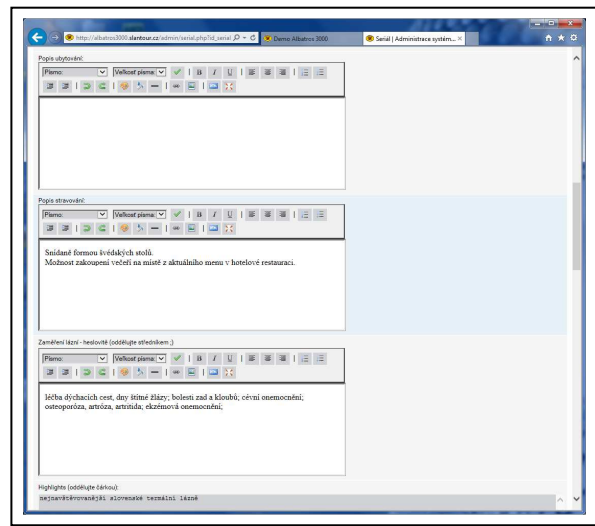 http://albatros3000.slantour.cz/admin/serial.php?id_serial
Demo Albatros 3000
Seriál | Administrace systém...
Popis ubytování:
Písmo: Velkosť písma: B I U
Popis stravování:
Písmo: Velkosť písma: B I U
Snídaně formou švédských stolů.
Možnost zakoupení večeří na místě z aktuálního menu v hotelové restauraci.
Zaměření lázní - heslovitě (oddělujte středníkem ;)
Písmo: Velkosť písma: B I U
léčba dýchacích cest, dny štítné žlázy; bolesti zad a kloubů; cévní onemocnění;
osteoporóza, artróza, artritida; ekzémová onemocnění;
Highlights (oddělujte čárkou):
nejnavštěvovanější slovenské termální lázně